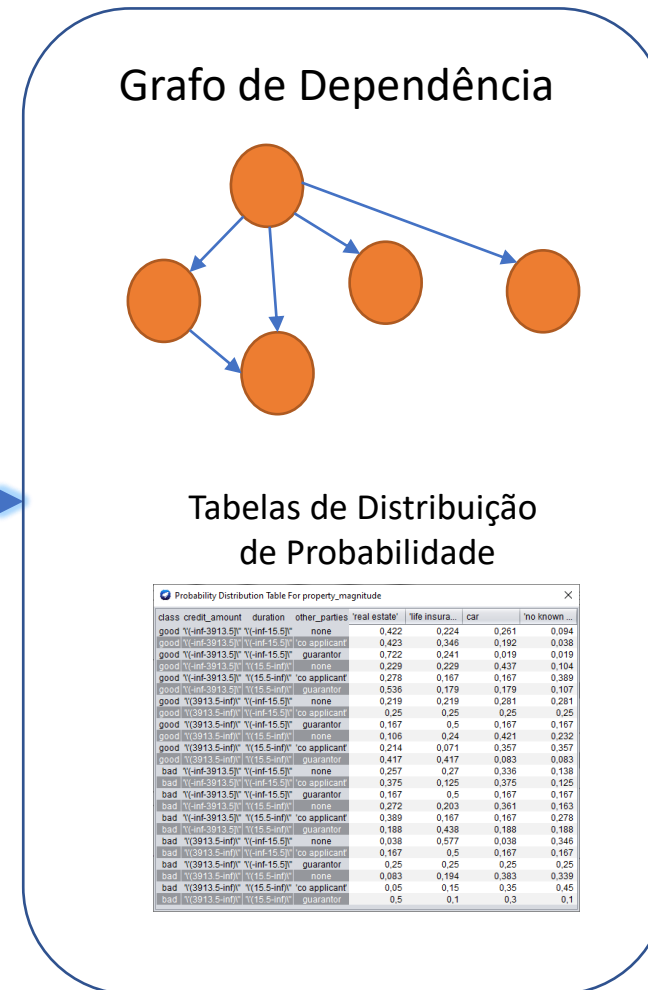 Grafo de Dependência
Tabelas de Distribuição
de Probabilidade
Probability Distribution Table For property_magnitude
class credit_amount duration other_parties 'real estate' 'life insura... car 'no known ...
good '\'(-inf-3913.5]\'' '\'(-inf-15.5]\'' none 0,422 0,224 0,261 0,094
good '\'(-inf-3913.5]\'' '\'(-inf-15.5]\'' 'co applicant' 0,423 0,346 0,192 0,038
good '\'(-inf-3913.5]\'' '\'(-inf-15.5]\'' guarantor 0,722 0,241 0,019 0,019
good '\'(-inf-3913.5]\'' '\'(15.5-inf)\'' none 0,229 0,229 0,437 0,104
good '\'(-inf-3913.5]\'' '\'(15.5-inf)\'' 'co applicant' 0,278 0,167 0,167 0,389
good '\'(-inf-3913.5]\'' '\'(15.5-inf)\'' guarantor 0,536 0,179 0,179 0,107
good '\'(3913.5-inf)\'' '\'(-inf-15.5]\'' none 0,219 0,219 0,281 0,281
good '\'(3913.5-inf)\'' '\'(-inf-15.5]\'' 'co applicant' 0,25 0,25 0,25 0,25
good '\'(3913.5-inf)\'' '\'(-inf-15.5]\'' guarantor 0,167 0,5 0,167 0,167
good '\'(3913.5-inf)\'' '\'(15.5-inf)\'' none 0,106 0,24 0,421 0,232
good '\'(3913.5-inf)\'' '\'(15.5-inf)\'' 'co applicant' 0,214 0,071 0,357 0,357
good '\'(3913.5-inf)\'' '\'(15.5-inf)\'' guarantor 0,417 0,417 0,083 0,083
bad '\'(-inf-3913.5]\'' '\'(-inf-15.5]\'' none 0,257 0,27 0,336 0,138
bad '\'(-inf-3913.5]\'' '\'(-inf-15.5]\'' 'co applicant' 0,375 0,125 0,375 0,125
bad '\'(-inf-3913.5]\'' '\'(-inf-15.5]\'' guarantor 0,167 0,5 0,167 0,167
bad '\'(-inf-3913.5]\'' '\'(15.5-inf)\'' none 0,272 0,203 0,361 0,163
bad '\'(-inf-3913.5]\'' '\'(15.5-inf)\'' 'co applicant' 0,389 0,167 0,167 0,278
bad '\'(-inf-3913.5]\'' '\'(15.5-inf)\'' guarantor 0,188 0,438 0,188 0,188
bad '\'(3913.5-inf)\'' '\'(-inf-15.5]\'' none 0,038 0,577 0,038 0,346
bad '\'(3913.5-inf)\'' '\'(-inf-15.5]\'' 'co applicant' 0,167 0,5 0,167 0,167
bad '\'(3913.5-inf)\'' '\'(-inf-15.5]\'' guarantor 0,25 0,25 0,25 0,25
bad '\'(3913.5-inf)\'' '\'(15.5-inf)\'' none 0,083 0,194 0,383 0,339
bad '\'(3913.5-inf)\'' '\'(15.5-inf)\'' 'co applicant' 0,05 0,15 0,35 0,45
bad '\'(3913.5-inf)\'' '\'(15.5-inf)\'' guarantor 0,5 0,1 0,3 0,1